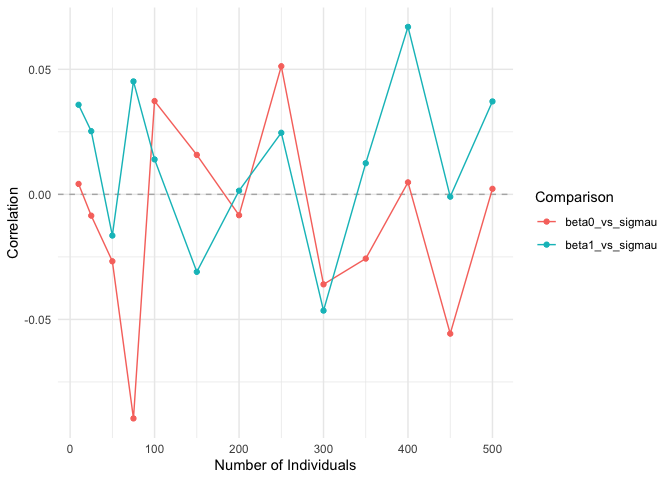 0.05
0.00
-0.05
Correlation
0 100 200 300 400 500
Number of Individuals
Comparison
beta0_vs_sigmau
beta1_vs_sigmau